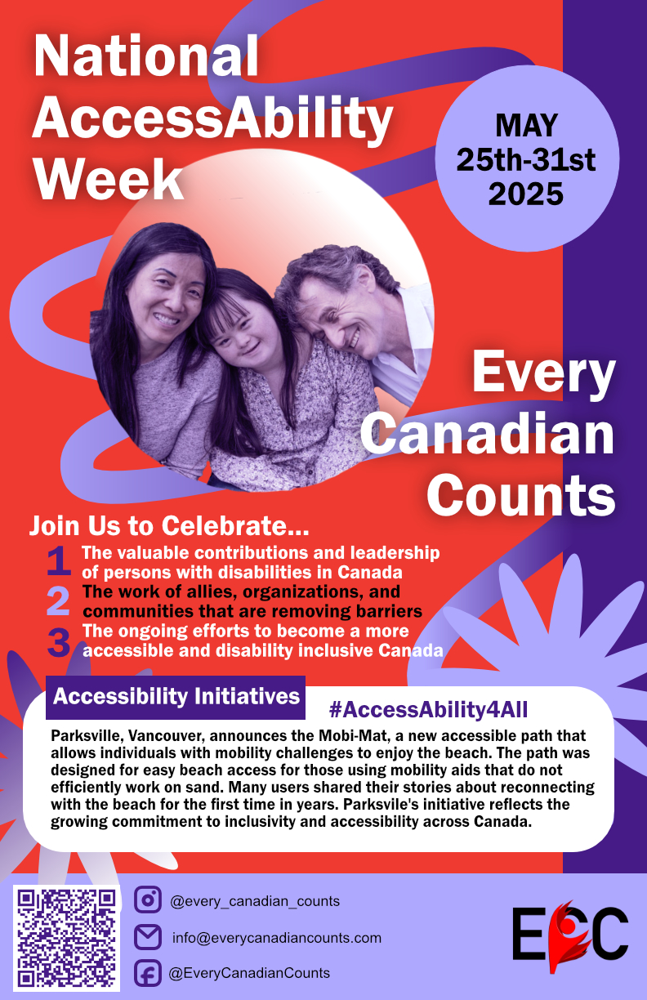 National
AccessAbility
Week
MAY
25th-31st
2025
Every
Canadian
Counts
Join Us to Celebrate...
1 The valuable contributions and leadership
of persons with disabilities in Canada
2 The work of allies, organizations, and
communities that are removing barriers
3 The ongoing efforts to become a more
accessible and disability inclusive Canada
Accessibility Initiatives
#AccessAbility4All
Parksville, Vancouver, announces the Mobi-Mat, a new accessible path that
allows individuals with mobility challenges to enjoy the beach. The path was
designed for easy beach access for those using mobility aids that do not
efficiently work on sand. Many users shared their stories about reconnecting
with the beach for the first time in years. Parksvile's initiative reflects the
growing commitment to inclusivity and accessibility across Canada.
@every_canadian_counts
info@everycanadiancounts.com
@EveryCanadianCounts
ECC